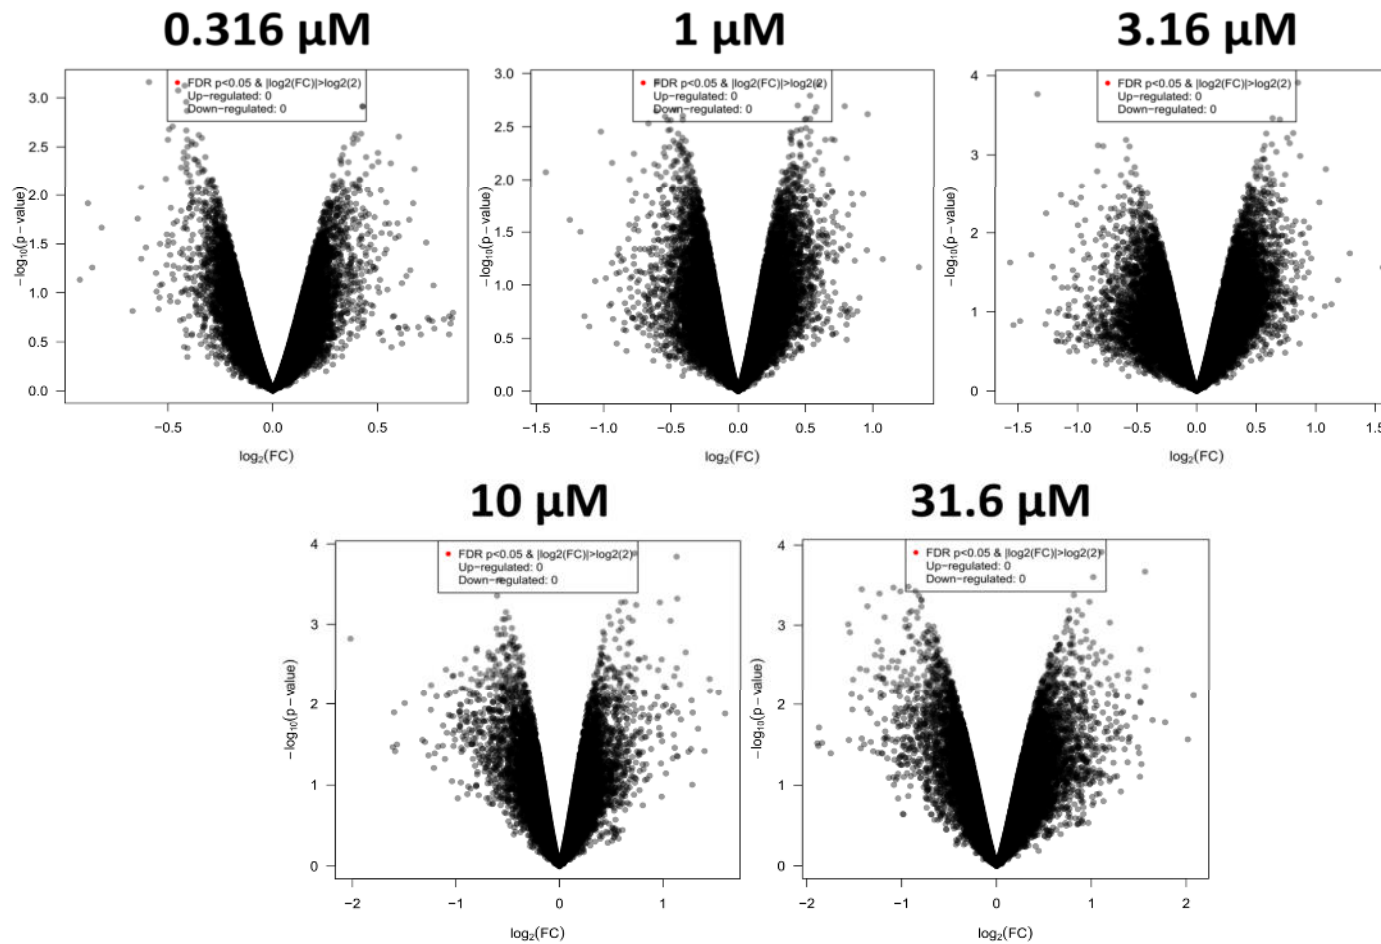 0.316 μM
1 μM
3.16 μM
FDR p<0.05 & |log2(FC)|>log2(2)
Up−regulated: 0
Down−regulated: 0
−log10(p−value)
3.0
2.5
2.0
1.5
1.0
0.5
0.0
−0.5
0.0
0.5
log2(FC)
FDR p<0.05 & |log2(FC)|>log2(2)
Up−regulated: 0
Down−regulated: 0
−log10(p−value)
3.0
2.5
2.0
1.5
1.0
0.5
0.0
−1.5
−1.0
−0.5
0.0
0.5
1.0
log2(FC)
FDR p<0.05 & |log2(FC)|>log2(2)
Up−regulated: 0
Down−regulated: 0
−log10(p−value)
4
3
2
1
0
−1.5
−1.0
−0.5
0.0
0.5
1.0
1.5
log2(FC)
10 μM
31.6 μM
FDR p<0.05 & |log2(FC)|>log2(2)
Up−regulated: 0
Down−regulated: 0
−log10(p−value)
4
3
2
1
0
−2
−1
0
1
log2(FC)
FDR p<0.05 & |log2(FC)|>log2(2)
Up−regulated: 0
Down−regulated: 0
−log10(p−value)
4
3
2
1
0
−2
−1
0
1
2
log2(FC)